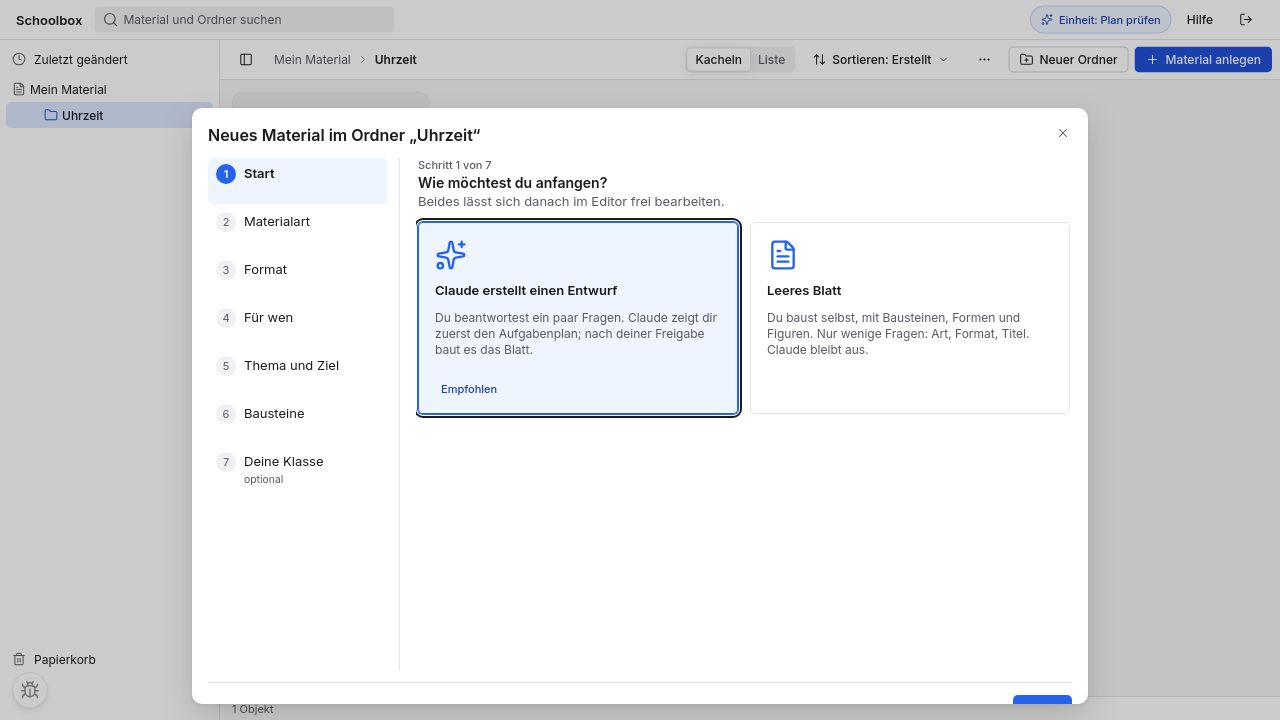 Schoolbox
Material und Ordner suchen
Einheit: Plan prüfen
Hilfe
Zuletzt geändert
Mein Material
Uhrzeit
Papierkorb
Mein Material
Uhrzeit
Kacheln
Liste
Sortieren: Erstellt
Neuer Ordner
Material anlegen
Neues Material im Ordner „Uhrzeit“
1 Start
2 Materialart
3 Format
4 Für wen
5 Thema und Ziel
6 Bausteine
7 Deine Klasse
optional
Schritt 1 von 7
Wie möchtest du anfangen?
Beides lässt sich danach im Editor frei bearbeiten.
Claude erstellt einen Entwurf
Du beantwortest ein paar Fragen. Claude zeigt dir
zuerst den Aufgabenplan; nach deiner Freigabe
baut es das Blatt.
Empfohlen
Leeres Blatt
Du baust selbst, mit Bausteinen, Formen und
Figuren. Nur wenige Fragen: Art, Format, Titel.
Claude bleibt aus.
1 Objekt